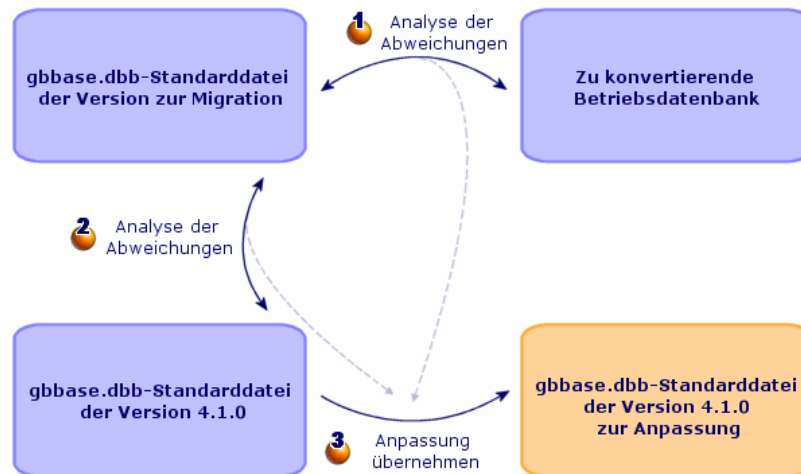 1
Analyse der
Abweichungen
gbbase.dbb-Standarddatei
der Version zur Migration
Zu konvertierende
Betriebsdatenbank
2
Analyse der
Abweichungen
gbbase.dbb-Standarddatei
der Version 4.1.0
gbbase.dbb-Standarddatei
der Version 4.1.0
zur Anpassung
3
Anpassung
übernehmen